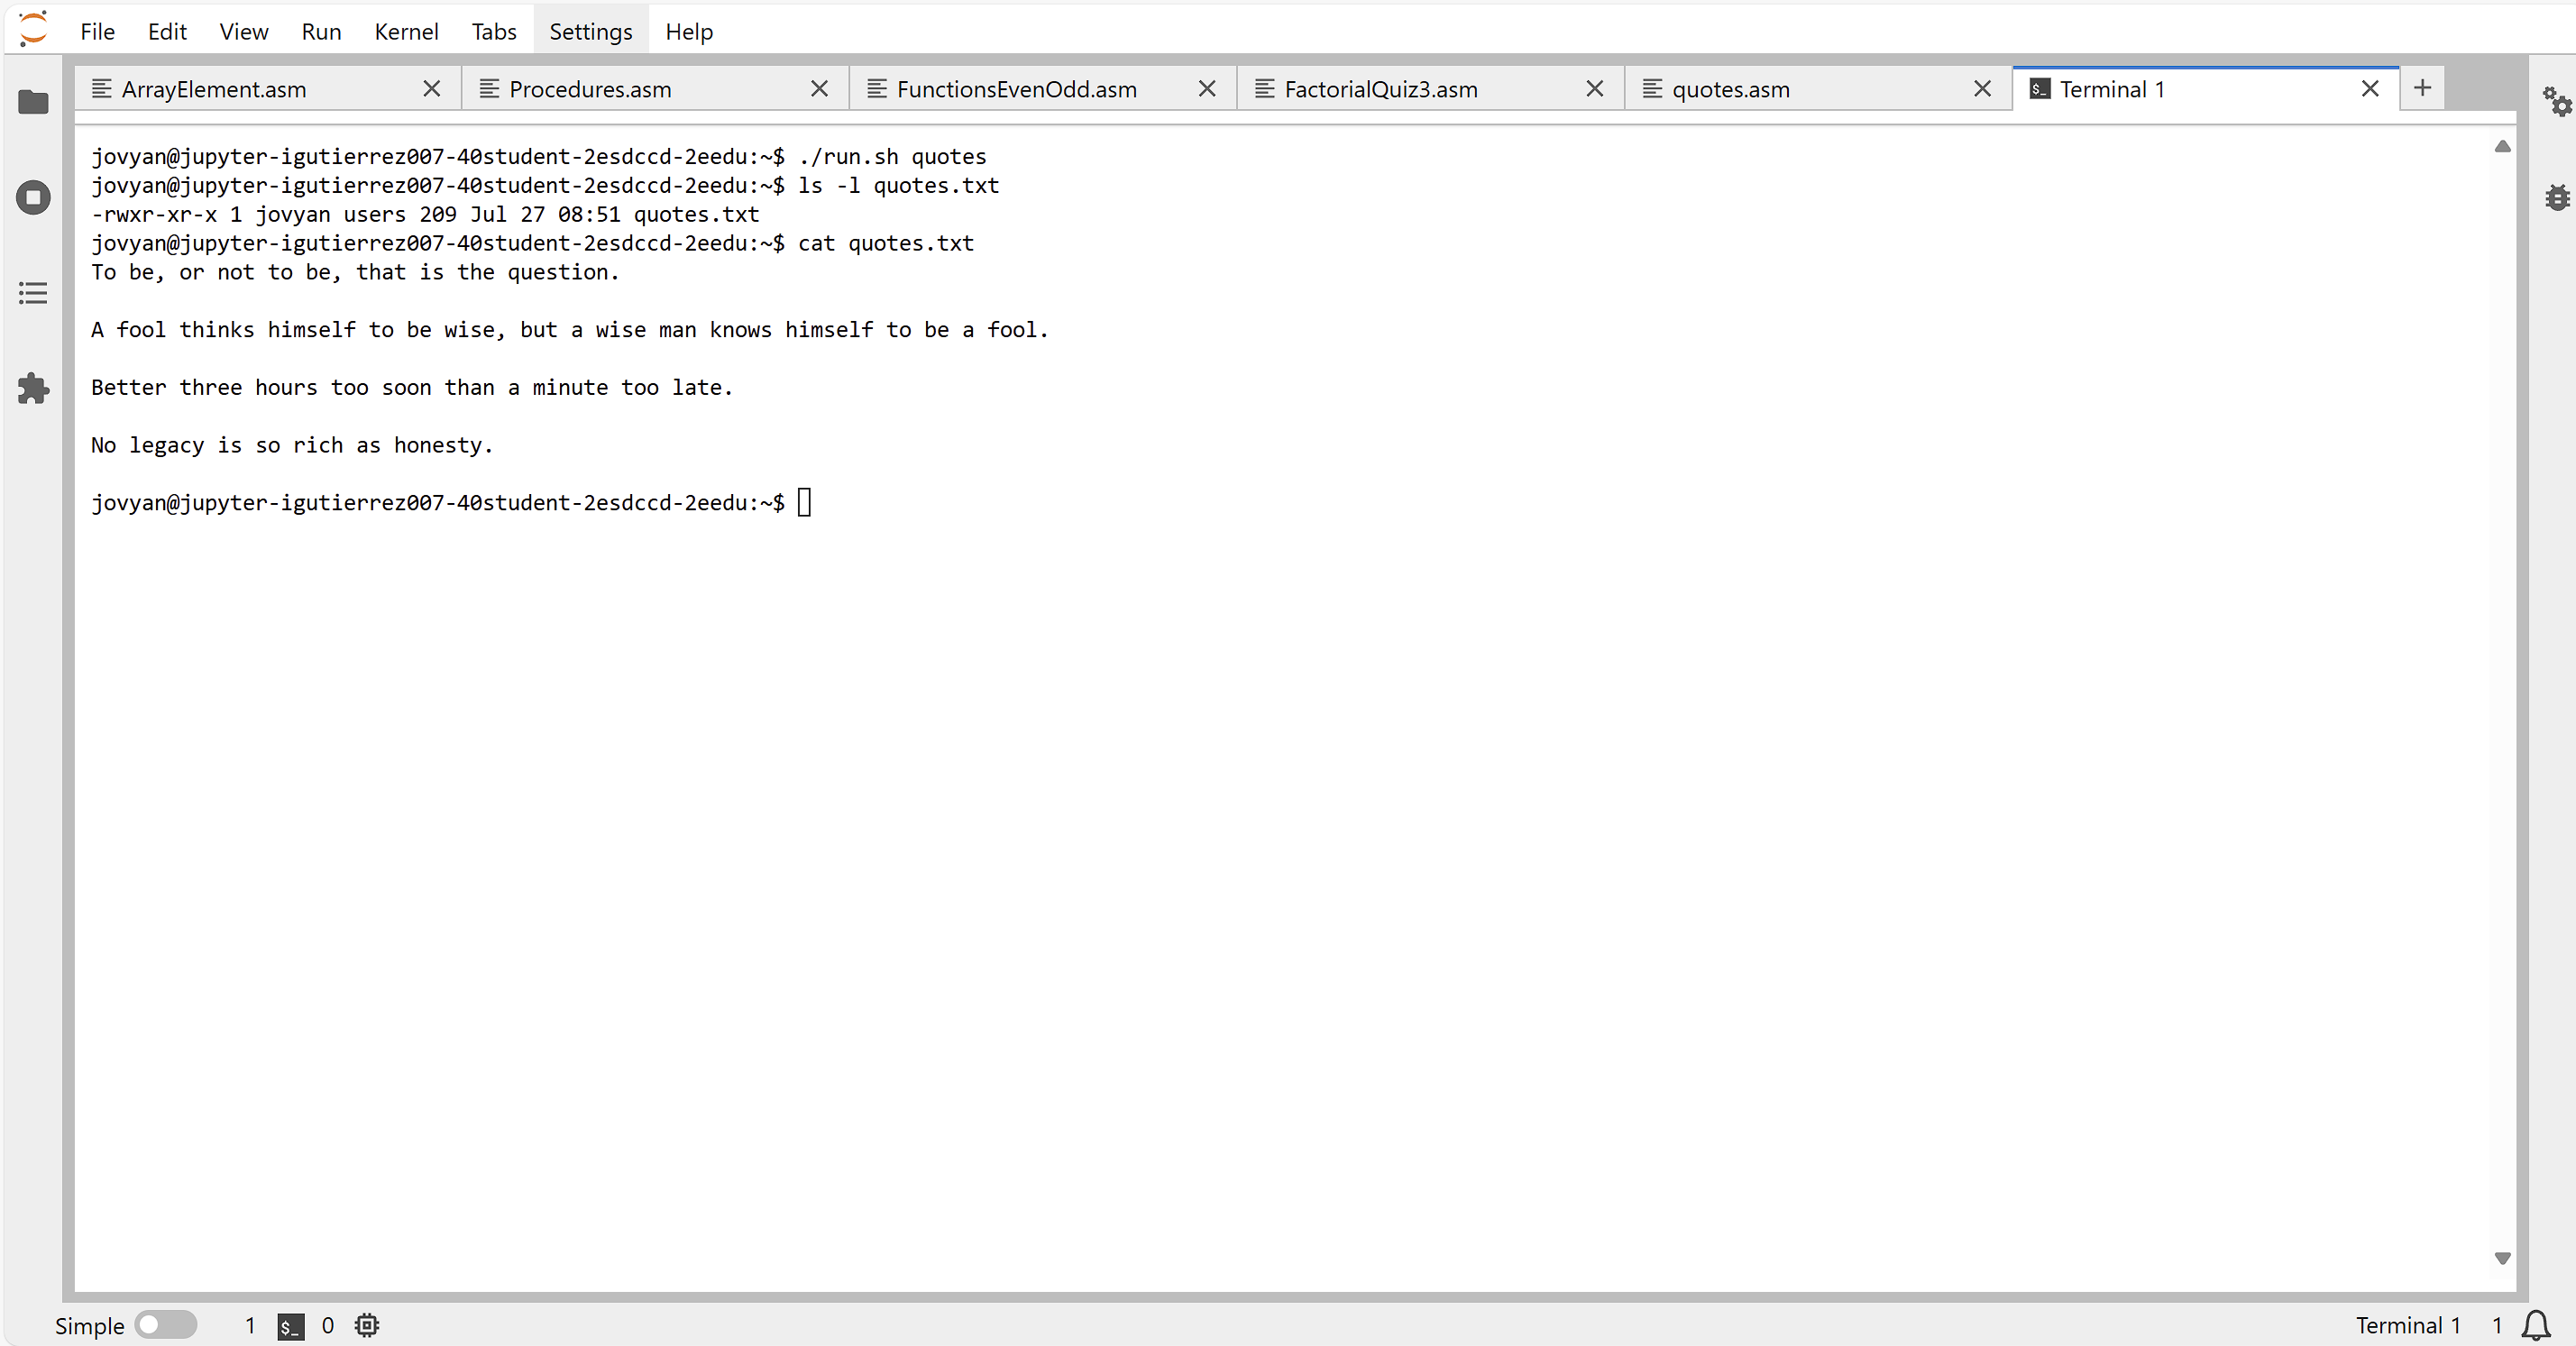 File Edit View Run Kernel Tabs Settings Help
ArrayElement.asm Procedures.asm FunctionsEvenOdd.asm FactorialQuiz3.asm quotes.asm Terminal 1
jovyan@jupyter-igutierrez007-40student-2esdccd-2eedu:~$ ./run.sh quotes
jovyan@jupyter-igutierrez007-40student-2esdccd-2eedu:~$ ls -l quotes.txt
-rwxr-xr-x 1 jovyan users 209 Jul 27 08:51 quotes.txt
jovyan@jupyter-igutierrez007-40student-2esdccd-2eedu:~$ cat quotes.txt
To be, or not to be, that is the question.
A fool thinks himself to be wise, but a wise man knows himself to be a fool.
Better three hours too soon than a minute too late.
No legacy is so rich as honesty.
jovyan@jupyter-igutierrez007-40student-2esdccd-2eedu:~$
Simple 1 $_ 0 Terminal 1 1